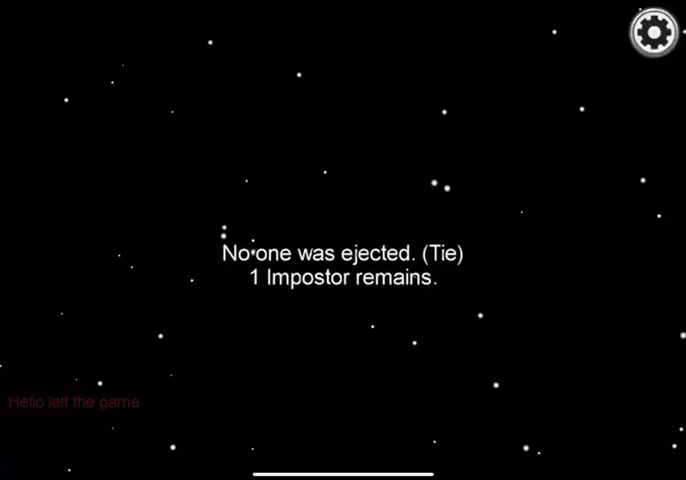 No one was ejected. (Tie)
1 Impostor remains.
Hello left the game